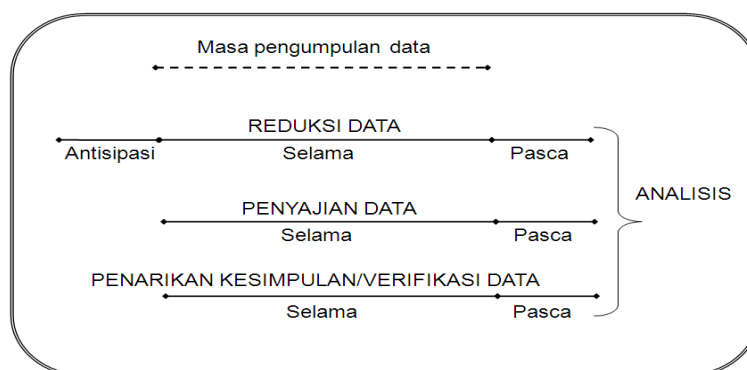 Masa pengumpulan data
REDUKSI DATA
Antisipasi Selama Pasca
ANALISIS
PENYAJIAN DATA
Selama Pasca
PENARIKAN KESIMPULAN/VERIFIKASI DATA
Selama Pasca